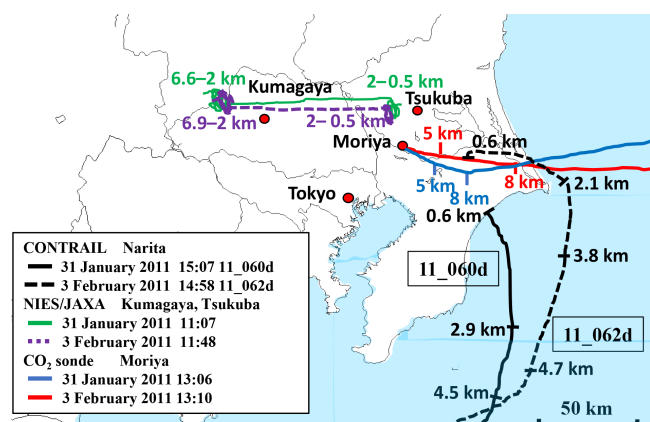 6.6–2 km
Kumagaya
2–0.5 km
Tsukuba
6.9–2 km
2–0.5 km
Moriya
5 km
0.6 km
5 km
8 km
8 km
2.1 km
Tokyo
0.6 km
3.8 km
11_060d
2.9 km
11_062d
4.7 km
4.5 km
50 km
CONTRAIL Narita
31 January 2011 15:07 11_060d
3 February 2011 14:58 11_062d
NIES/JAXA Kumagaya, Tsukuba
31 January 2011 11:07
3 February 2011 11:48
CO₂ sonde Moriya
31 January 2011 13:06
3 February 2011 13:10